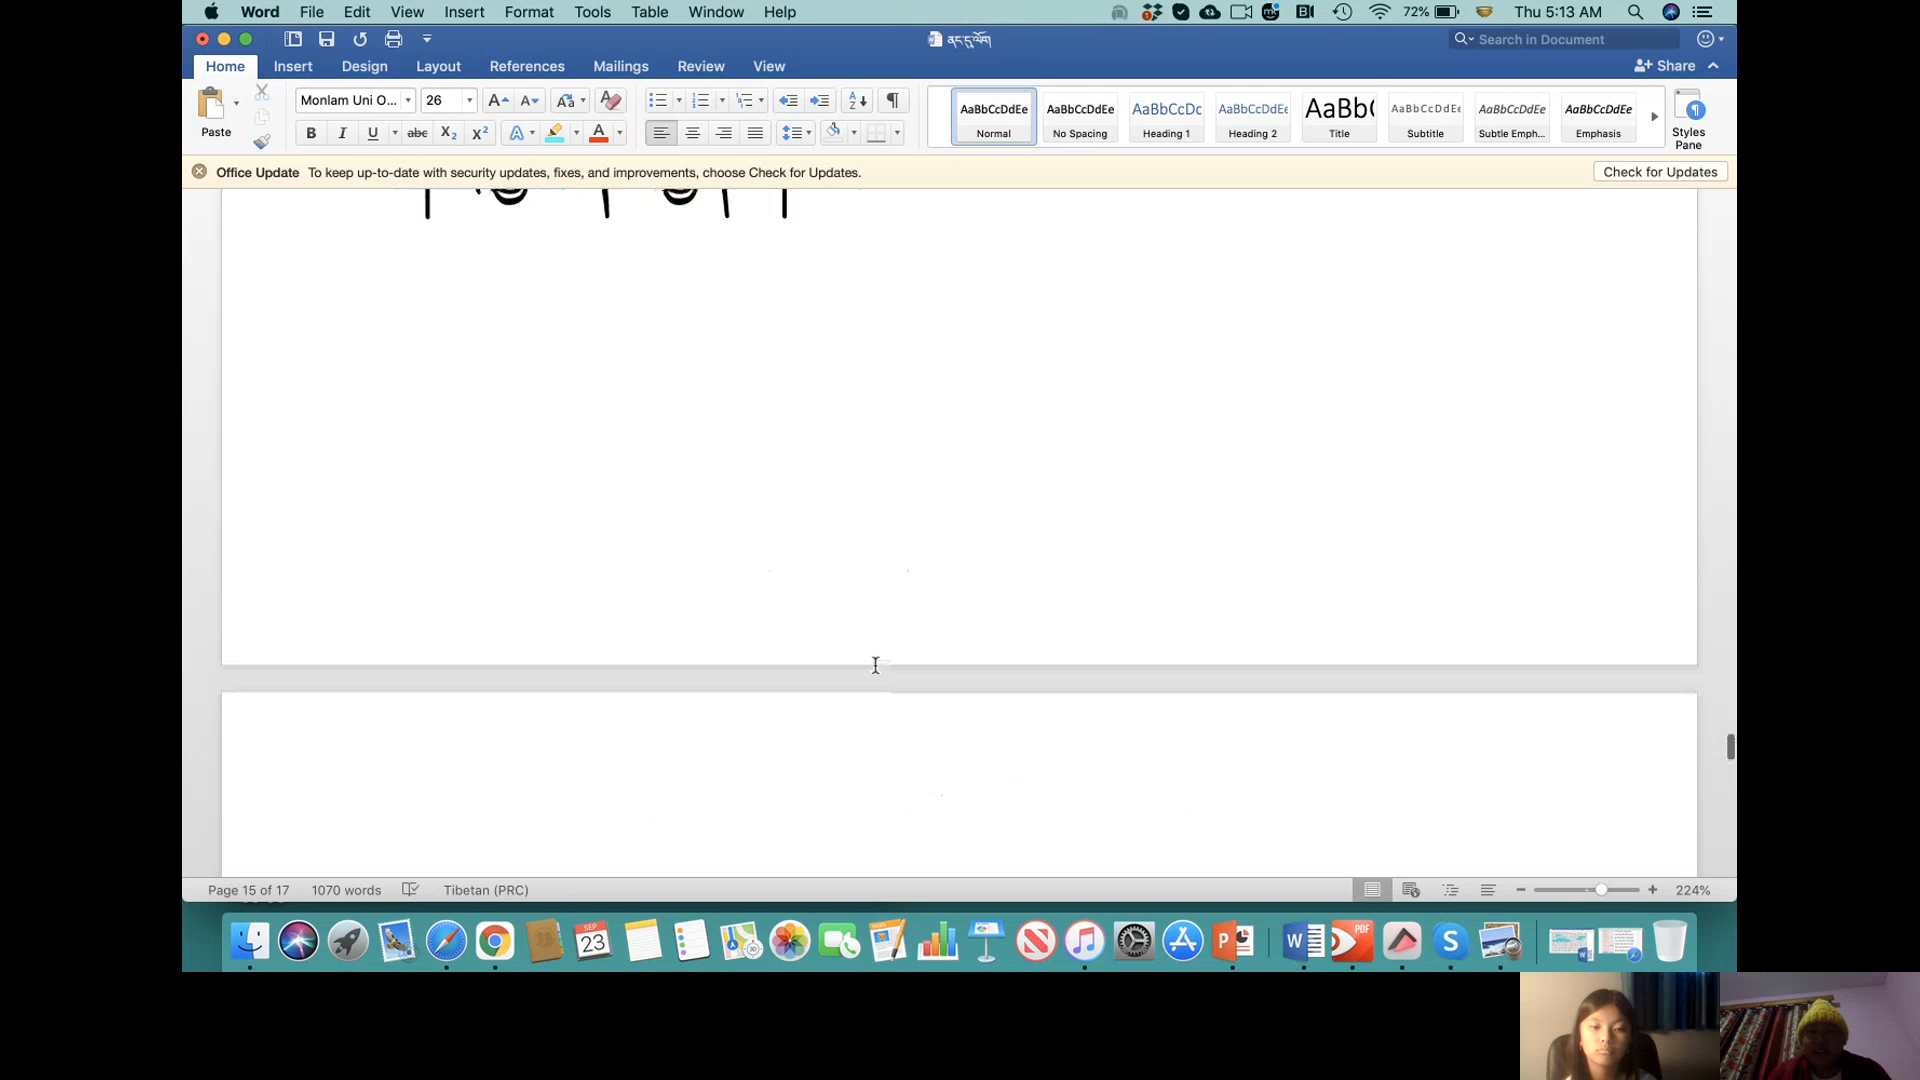 Word File Edit View Insert Format Tools Table Window Help 72% Thu 5:13 AM
ནང་དུ་ལོག
Search in Document
Home Insert Design Layout References Mailings Review View Share
Monlam Uni O... 26
Paste
AaBbCcDdEe AaBbCcDdEe AaBbCcDc AaBbCcDdEe AaBb( AaBbCcDdEe AaBbCcDdEe AaBbCcDdEe
Normal No Spacing Heading 1 Heading 2 Title Subtitle Subtle Emph... Emphasis
Styles
Pane
Office Update To keep up-to-date with security updates, fixes, and improvements, choose Check for Updates. Check for Updates
Page 15 of 17 1070 words Tibetan (PRC) 224%
SEP
23
PDF